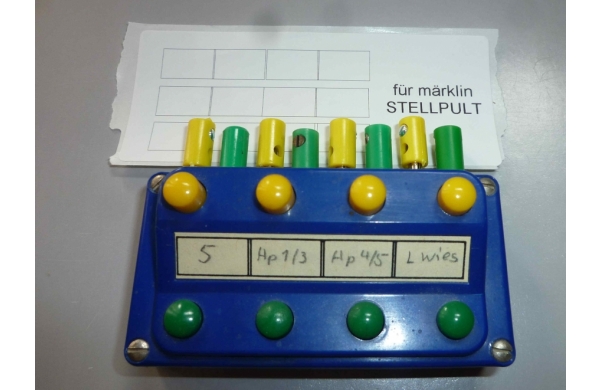 für märklin
STELLPULT
5 Hp 1/3 Hp 4/5 L wies